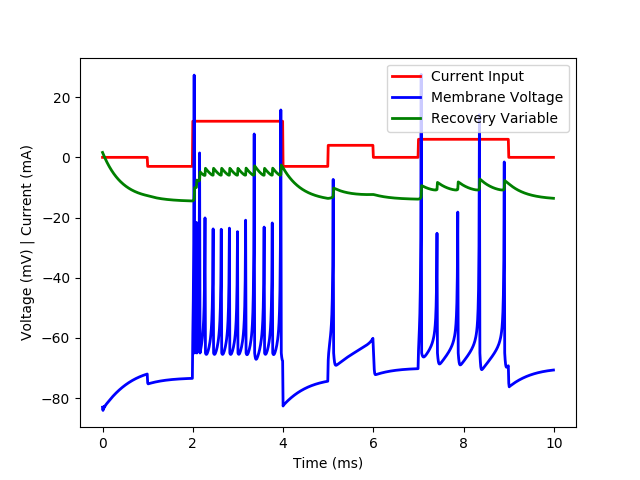 Current Input
Membrane Voltage
Recovery Variable
20
0
−20
−40
−60
−80
Voltage (mV) | Current (mA)
0
2
4
6
8
10
Time (ms)